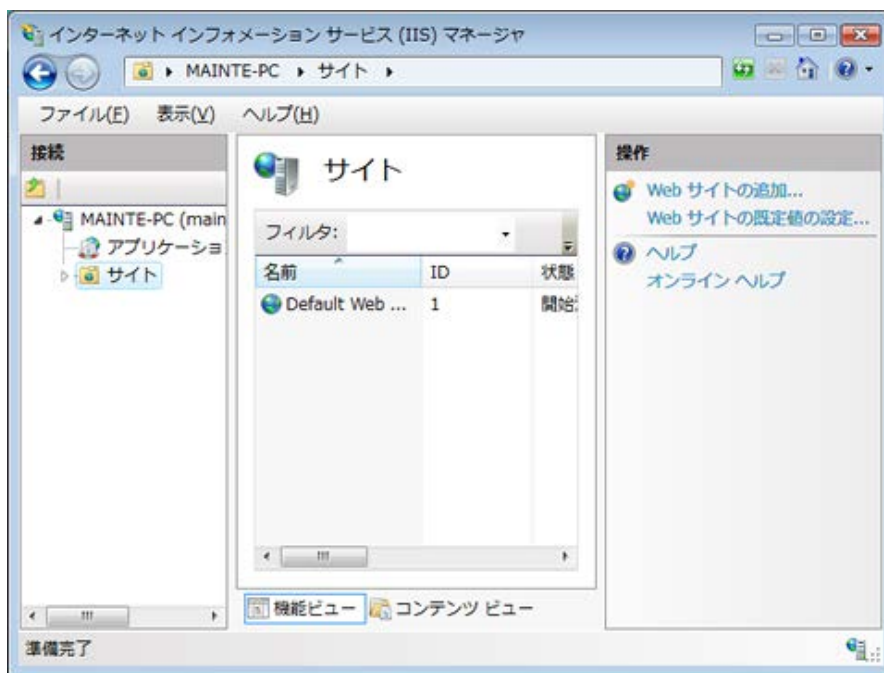 インターネット インフォメーション サービス (IIS) マネージャ
MAINTE-PC サイト
ファイル(F) 表示(V) ヘルプ(H)
接続
MAINTE-PC (main
アプリケーショ
サイト
サイト
フィルタ:
名前 ID 状態
Default Web ... 1 開始
機能ビュー コンテンツ ビュー
操作
Web サイトの追加...
Web サイトの既定値の設定...
ヘルプ
オンライン ヘルプ
準備完了